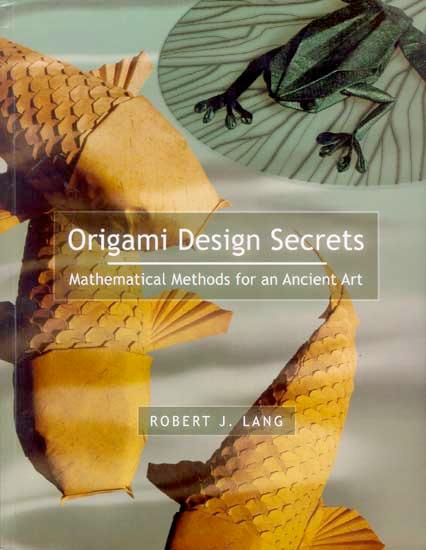 Origami Design Secrets
Mathematical Methods for an Ancient Art
ROBERT J. LANG